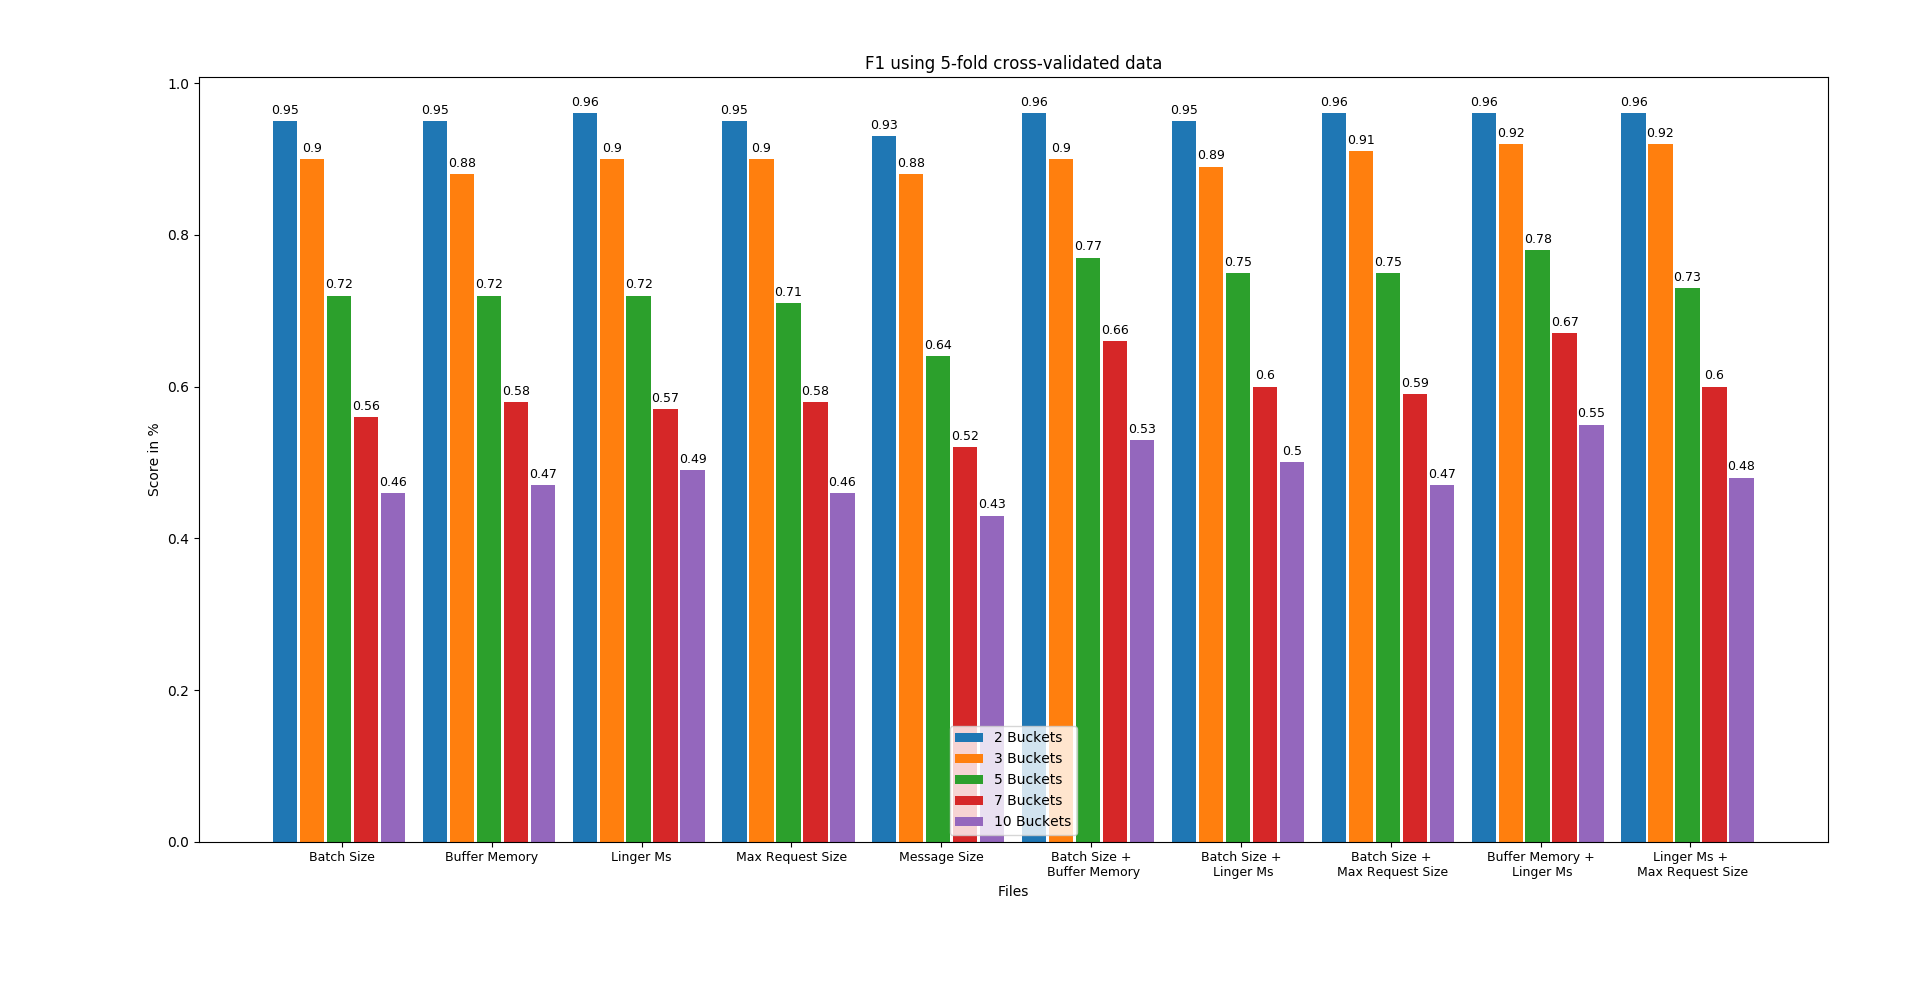 F1 using 5-fold cross-validated data
Score in %
1.0
0.8
0.6
0.4
0.2
0.0
0.95 0.9 0.72 0.56 0.46
0.95 0.88 0.72 0.58 0.47
0.96 0.9 0.72 0.57 0.49
0.95 0.9 0.71 0.58 0.46
0.93 0.88 0.64 0.52 0.43
0.96 0.9 0.77 0.66 0.53
0.95 0.89 0.75 0.6 0.5
0.96 0.91 0.75 0.59 0.47
0.96 0.92 0.78 0.67 0.55
0.96 0.92 0.73 0.6 0.48
2 Buckets
3 Buckets
5 Buckets
7 Buckets
10 Buckets
Batch Size
Buffer Memory
Linger Ms
Max Request Size
Message Size
Batch Size +
Buffer Memory
Batch Size +
Linger Ms
Batch Size +
Max Request Size
Buffer Memory +
Linger Ms
Linger Ms +
Max Request Size
Files